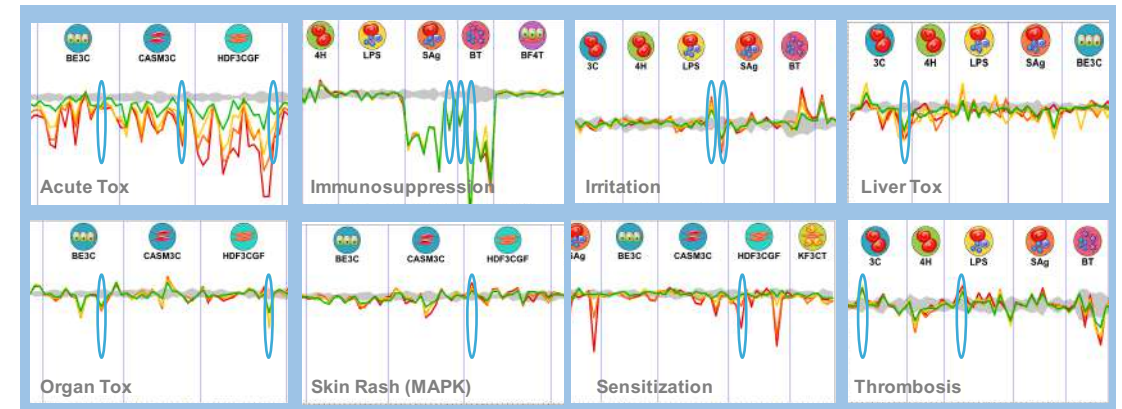 BE3C CASM3C HDF3CGF
Acute Tox
4H LPS SAg BT BF4T
Immunosuppression
3C 4H LPS SAg BT
Irritation
3C 4H LPS SAg BE3C
Liver Tox
BE3C CASM3C HDF3CGF
Organ Tox
BE3C CASM3C HDF3CGF
Skin Rash (MAPK)
SAg BE3C CASM3C HDF3CGF KF3CT
Sensitization
3C 4H LPS SAg BT
Thrombosis